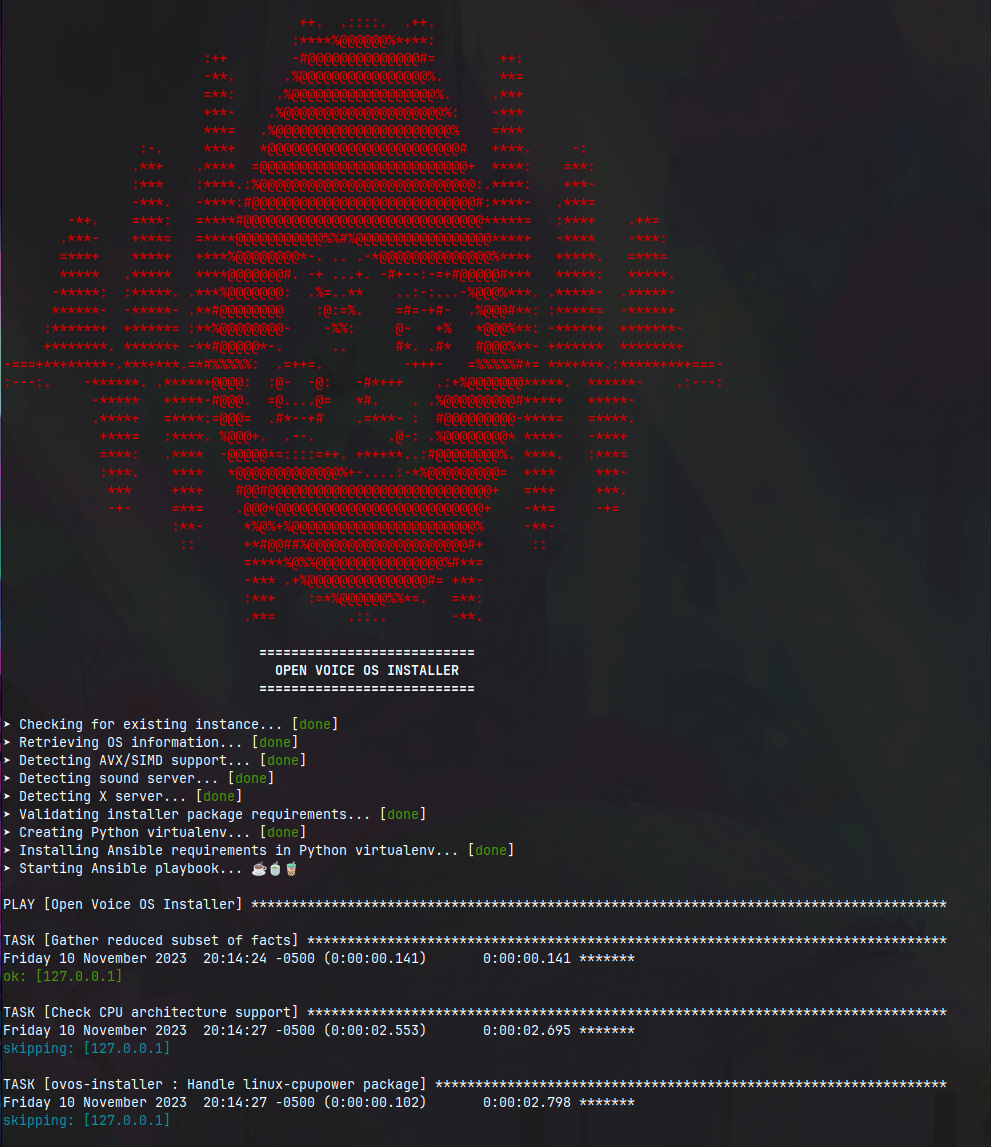 ===========================
OPEN VOICE OS INSTALLER
===========================
➤ Checking for existing instance... [done]
➤ Retrieving OS information... [done]
➤ Detecting AVX/SIMD support... [done]
➤ Detecting sound server... [done]
➤ Detecting X server... [done]
➤ Validating installer package requirements... [done]
➤ Creating Python virtualenv... [done]
➤ Installing Ansible requirements in Python virtualenv... [done]
➤ Starting Ansible playbook... ☕🍵🧋
PLAY [Open Voice OS Installer] ***************************************************************************************
TASK [Gather reduced subset of facts] ********************************************************************************
Friday 10 November 2023  20:14:24 -0500 (0:00:00.141)       0:00:00.141 *******
ok: [127.0.0.1]
TASK [Check CPU architecture support] ********************************************************************************
Friday 10 November 2023  20:14:27 -0500 (0:00:02.553)       0:00:02.695 *******
skipping: [127.0.0.1]
TASK [ovos-installer : Handle linux-cpupower package] ****************************************************************
Friday 10 November 2023  20:14:27 -0500 (0:00:00.102)       0:00:02.798 *******
skipping: [127.0.0.1]